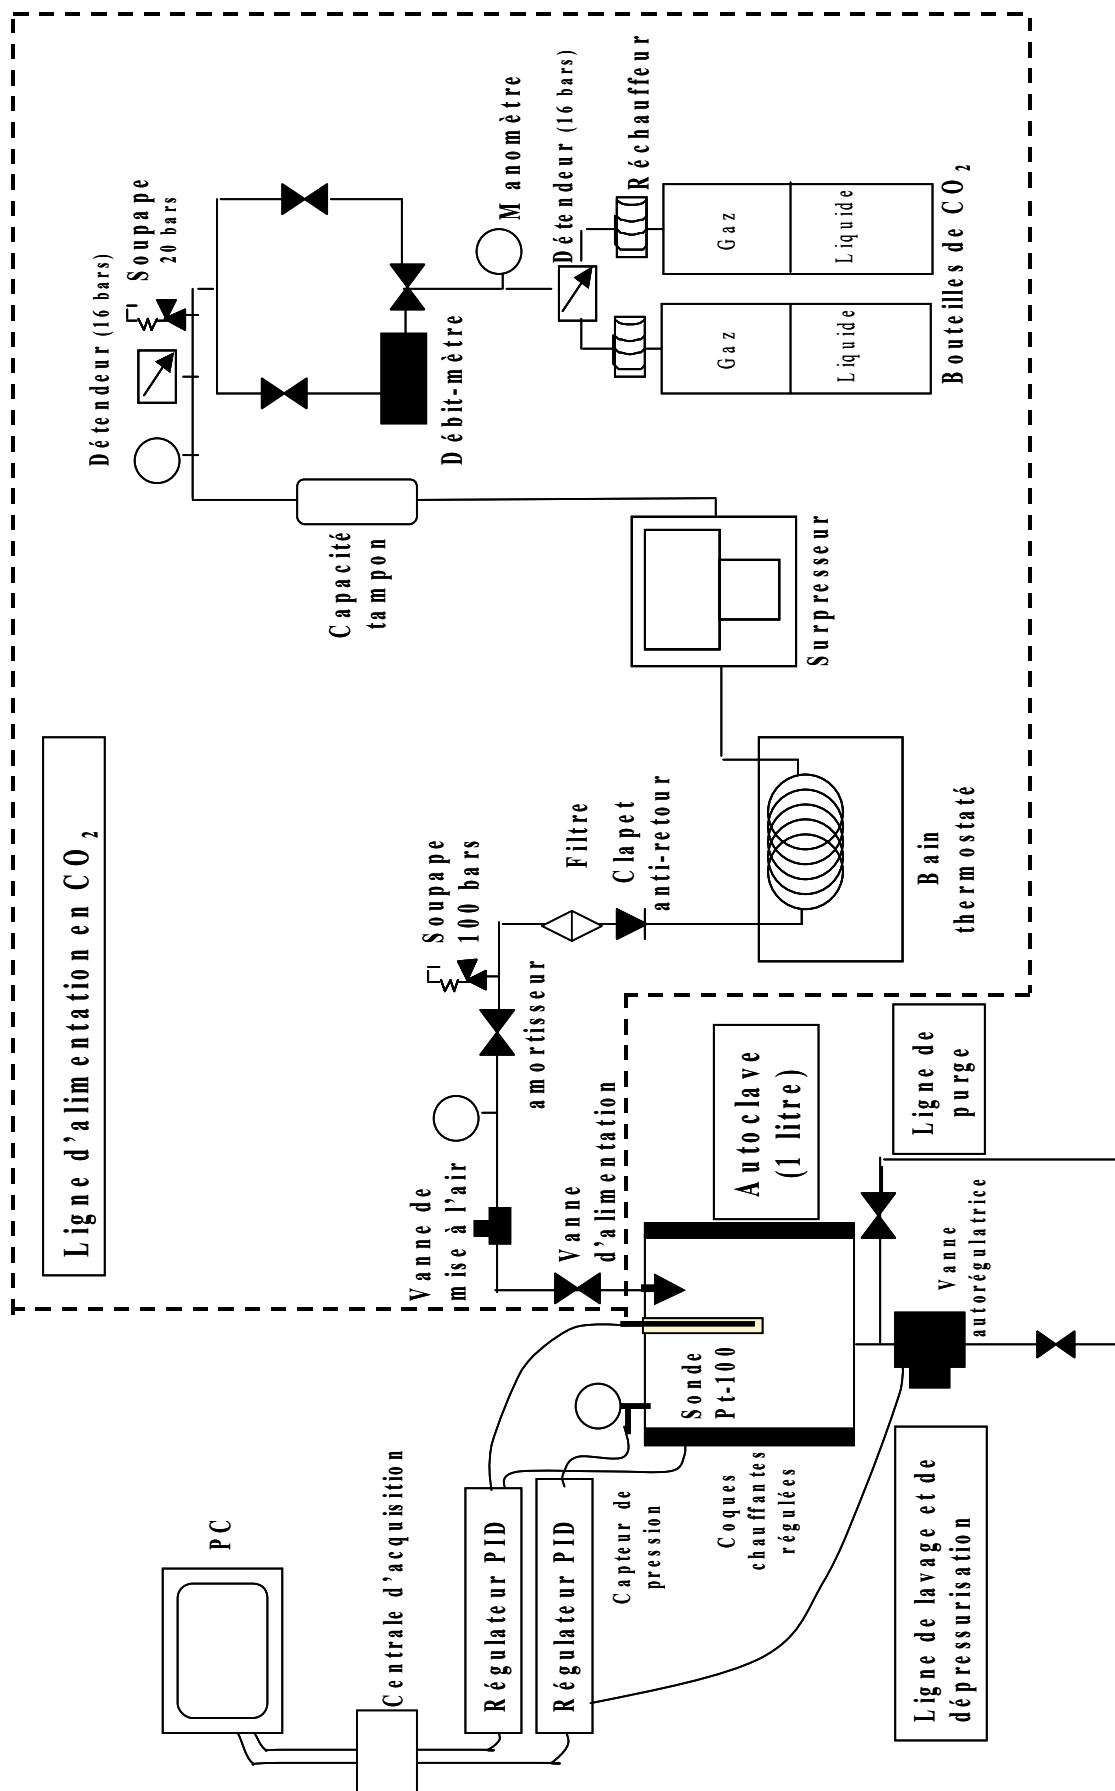 Ligne d'alimentation en CO2
Détendeur (16 bars)
Soupape
20 bars
Manomètre
Détendeur (16 bars)
Réchauffeur
Gaz
Liquide
Gaz
Liquide
Bouteilles de CO2
Débit-mètre
Capacité
tampon
Surpresseur
Bain
thermostaté
Clapet
anti-retour
Filtre
Soupape
100 bars
amortisseur
Vanne de
mise à l'air
Vanne
d'alimentation
Autoclave
(1 litre)
Ligne de
purge
Vanne
autorégulatrice
Sonde
Pt-100
Coques
chauffantes
régulées
Capteur de
pression
Ligne de lavage et de
dépressurisation
PC
Centrale d'acquisition
Régulateur PID
Régulateur PID